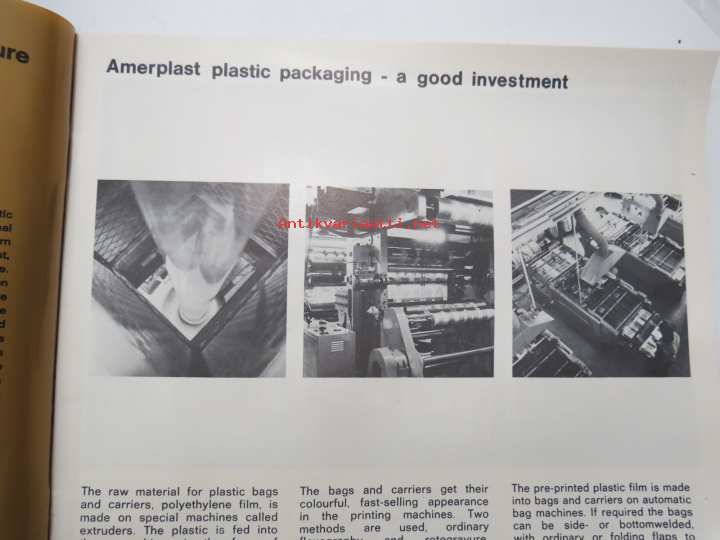 ure
Amerplast plastic packaging - a good investment
Antikvariaatti.net
tic
The raw material for plastic bags
and carriers, polyethylene film, is
made on special machines called
extruders. The plastic is fed into
The bags and carriers get their
colourful, fast-selling appearance
in the printing machines. Two
methods are used, ordinary
flexography and rotogravure.
The pre-printed plastic film is made
into bags and carriers on automatic
bag machines. If required the bags
can be side- or bottomwelded,
with ordinary or folding flaps to